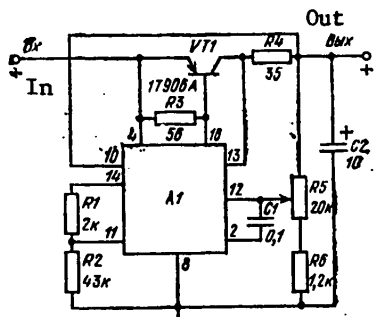 Вх
In
+
VT1
1Т906А
R4
35
Out
Вых
+
R3
56
4
16
10
14
13
A1
12
11
2
8
R1
2к
R2
43к
C1
0,1
R5
20к
R6
1,2к
+
C2
10